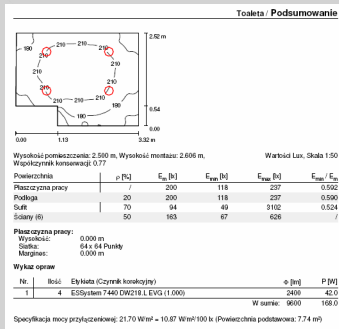 Toaleta / Podsumowanie
2.52 m
180 210 210 210 180
210 210
210 210
210 210
210
180
0.54
0.00
0.00 1.13 3.32 m
Wysokość pomieszczenia: 2.500 m, Wysokość montażu: 2.606 m, Współczynnik konserwacji: 0.77
Wartości Lux, Skala 1:50
Powierzchnia ρ [%] Em [lx] Emin [lx] Emax [lx] Emin / Em
Płaszczyzna pracy / 200 118 237 0.592
Podłoga 20 200 118 237 0.590
Sufit 70 94 49 3102 0.524
Ściany (6) 50 163 67 626 /
Płaszczyzna pracy:
Wysokość: 0.000 m
Siatka: 64 x 64 Punkty
Margines: 0.000 m
Wykaz opraw
Nr. Ilość Etykieta (Czynnik korekcyjny) Φ [lm] P [W]
1 4 ESSystem 7440 DW218.L EVG (1.000) 2400 42.0
W sumie: 9600 168.0
Specyfikacja mocy przyłączeniowej: 21.70 W/m² = 10.87 W/m²/100 lx (Powierzchnia podstawowa: 7.74 m²)